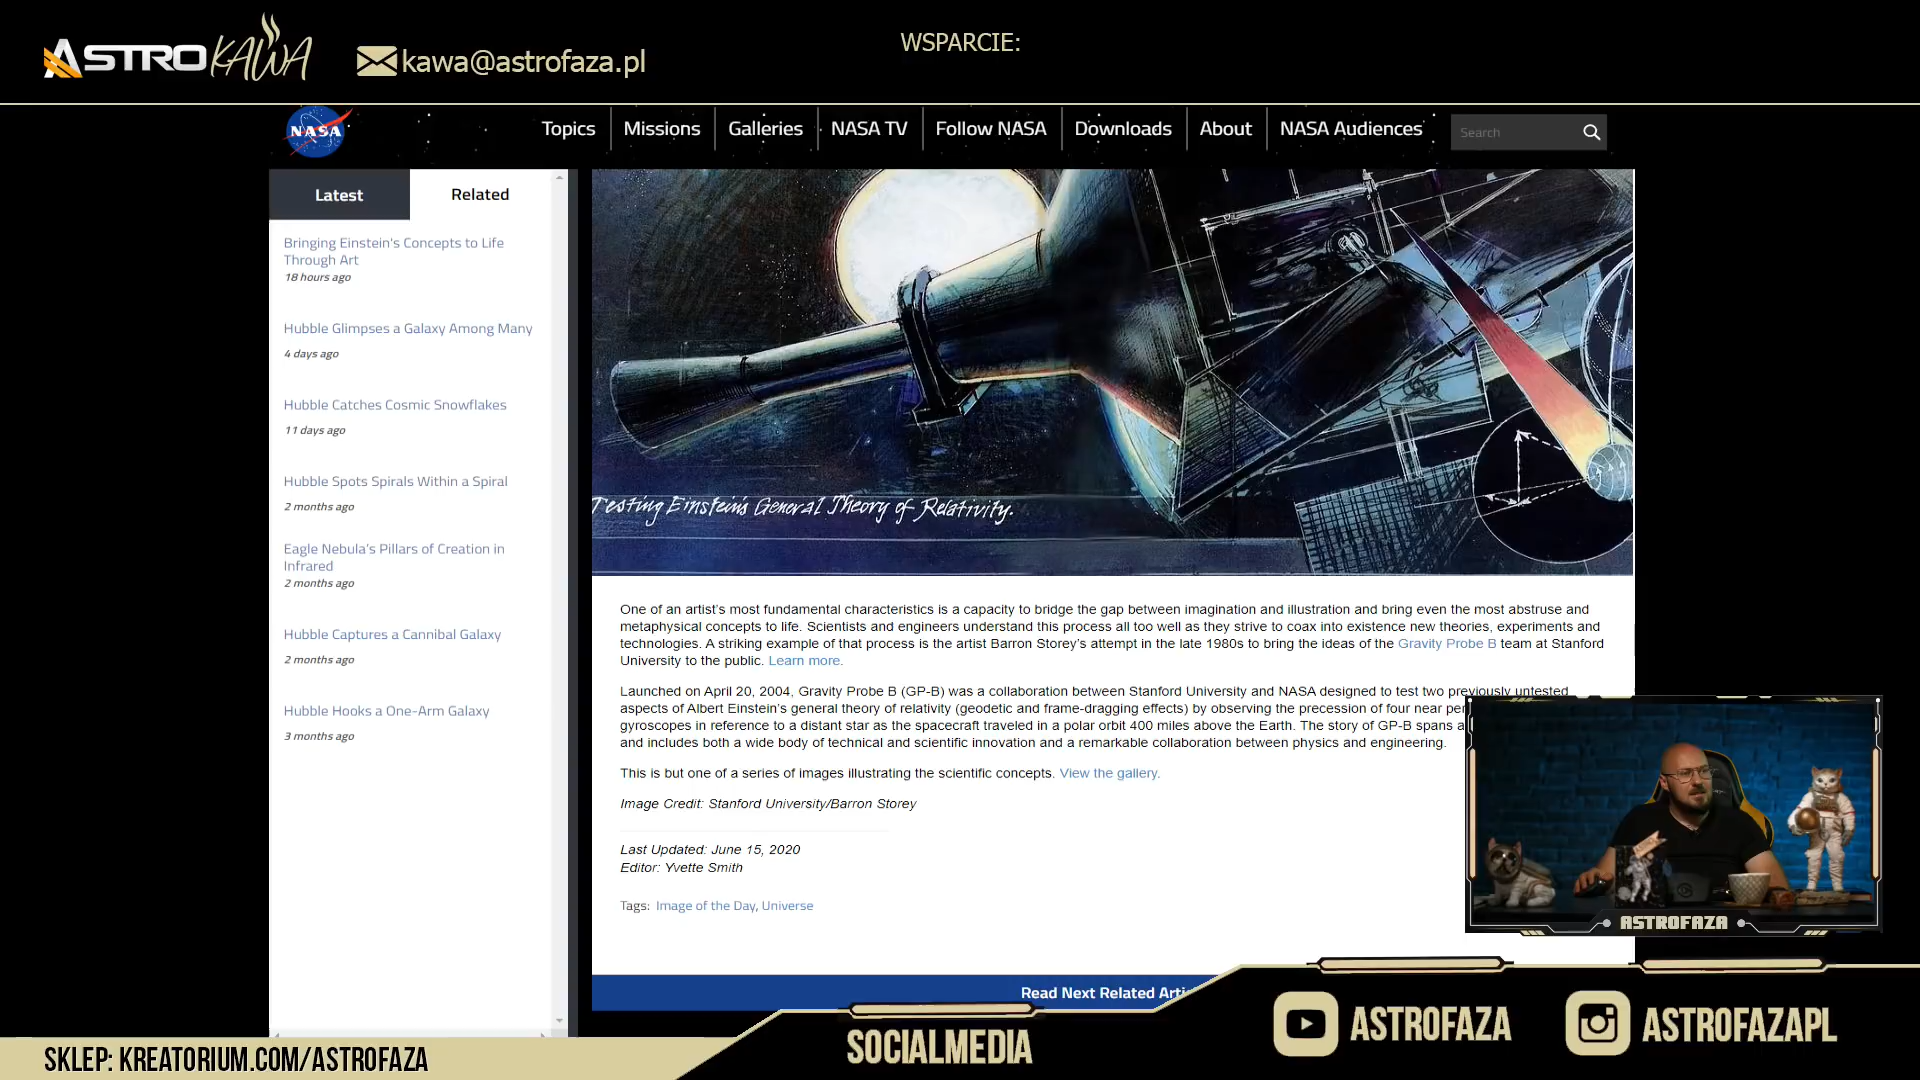 ASTRO KAWA
kawa@astrofaza.pl
WSPARCIE:
NASA
Topics
Missions
Galleries
NASA TV
Follow NASA
Downloads
About
NASA Audiences
Search
Latest
Related
Bringing Einstein's Concepts to Life
Through Art
18 hours ago
Hubble Glimpses a Galaxy Among Many
4 days ago
Hubble Catches Cosmic Snowflakes
11 days ago
Hubble Spots Spirals Within a Spiral
2 months ago
Eagle Nebula's Pillars of Creation in
Infrared
2 months ago
Hubble Captures a Cannibal Galaxy
2 months ago
Hubble Hooks a One-Arm Galaxy
3 months ago
Testing Einstein's General Theory of Relativity.
One of an artist's most fundamental characteristics is a capacity to bridge the gap between imagination and illustration and bring even the most abstruse and
metaphysical concepts to life. Scientists and engineers understand this process all too well as they strive to coax into existence new theories, experiments and
technologies. A striking example of that process is the artist Barron Storey's attempt in the late 1980s to bring the ideas of the Gravity Probe B team at Stanford
University to the public. Learn more.
Launched on April 20, 2004, Gravity Probe B (GP-B) was a collaboration between Stanford University and NASA designed to test two previously untested
aspects of Albert Einstein's general theory of relativity (geodetic and frame-dragging effects) by observing the precession of four near
gyroscopes in reference to a distant star as the spacecraft traveled in a polar orbit 400 miles above the Earth. The story of GP-B spans
and includes both a wide body of technical and scientific innovation and a remarkable collaboration between physics and engineering.
This is but one of a series of images illustrating the scientific concepts. View the gallery.
Image Credit: Stanford University/Barron Storey
Last Updated: June 15, 2020
Editor: Yvette Smith
Tags: Image of the Day, Universe
Read Next Related
ASTROFAZA
SOCIALMEDIA
ASTROFAZA
ASTROFAZAPL
SKLEP: KREATORIUM.COM/ASTROFAZA